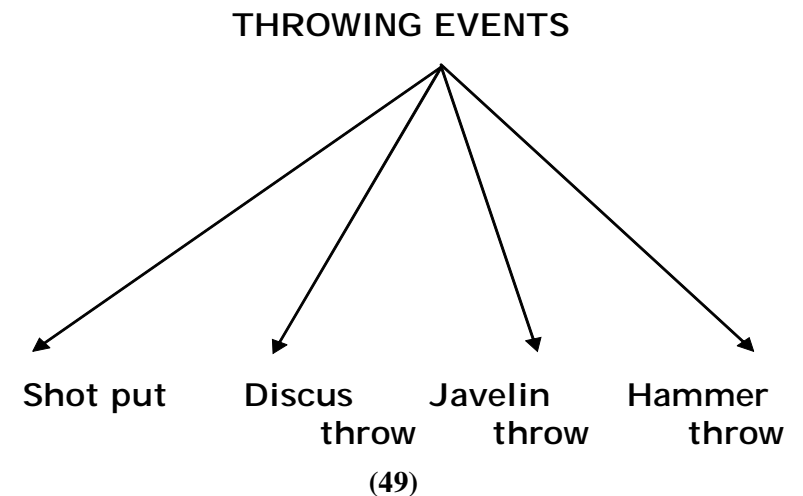 THROWING EVENTS
Shot put Discus throw Javelin throw Hammer throw
(49)